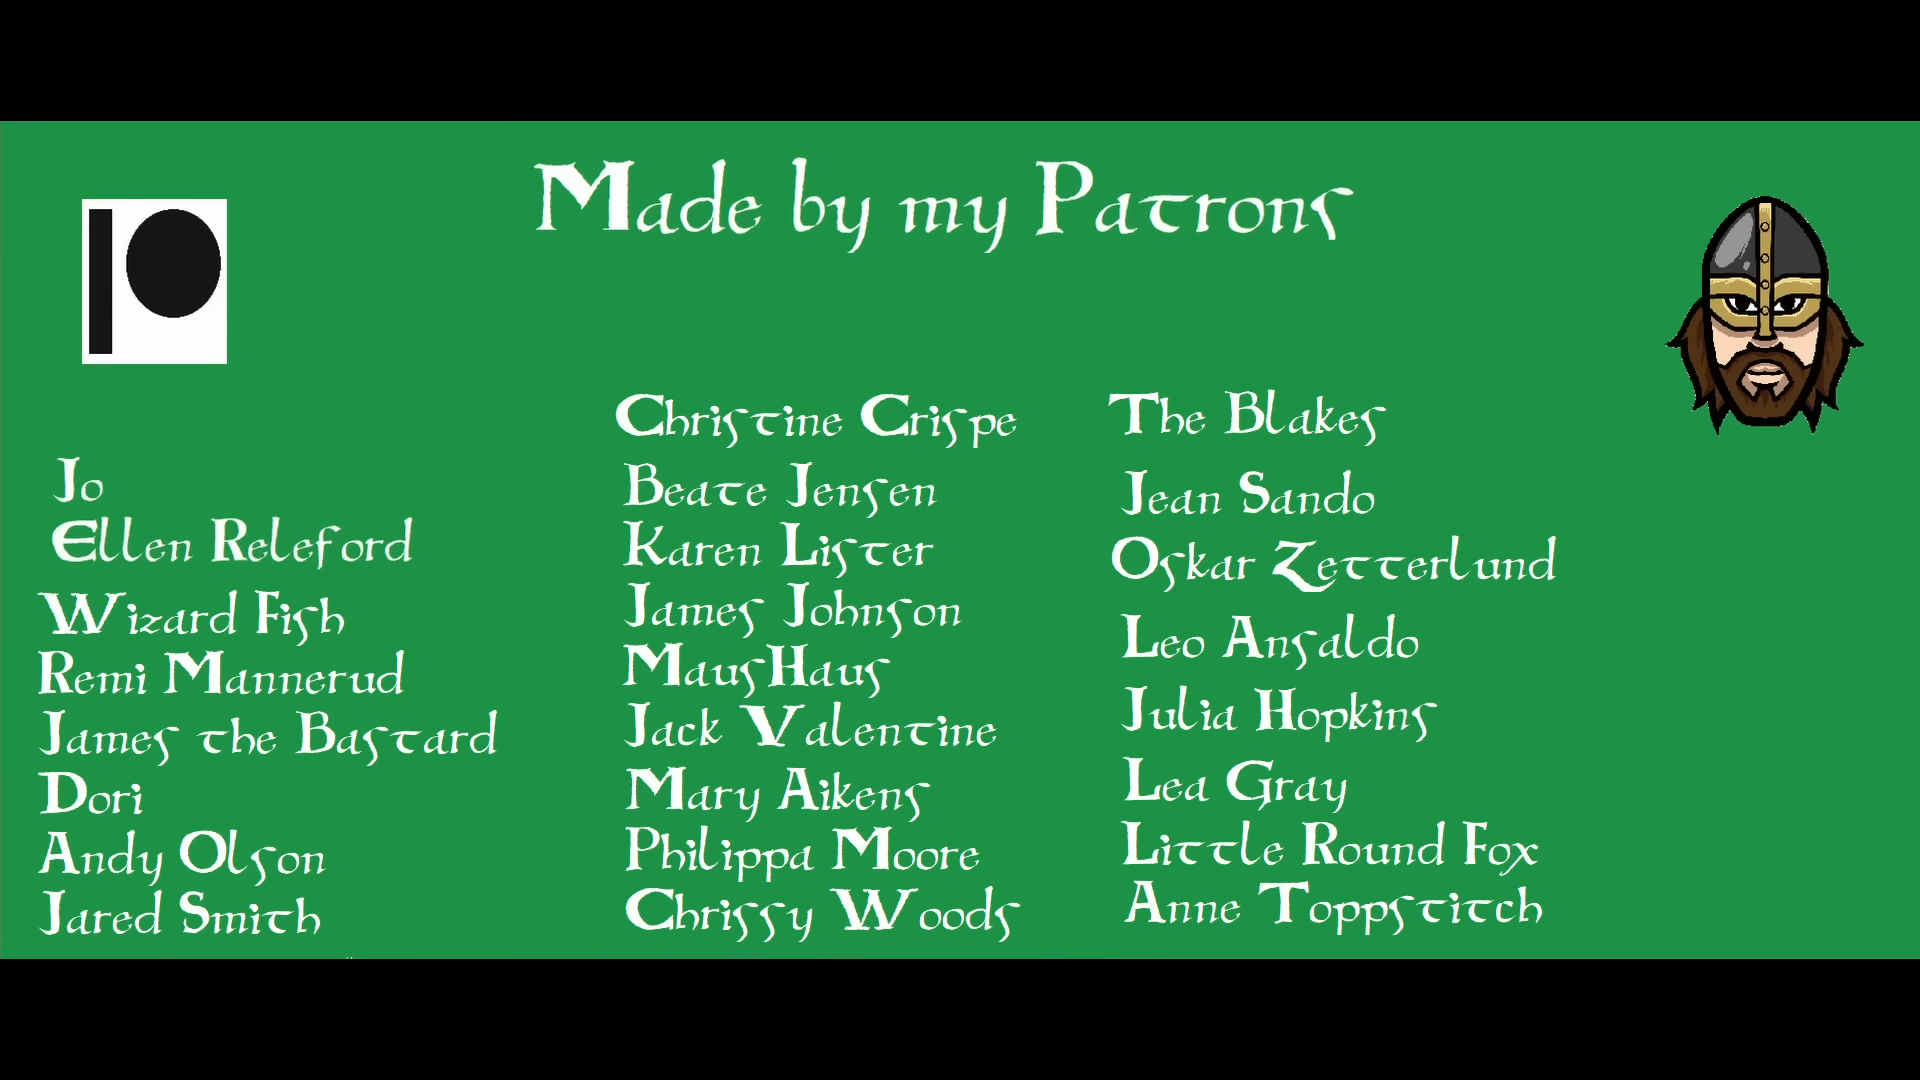 Made by my Patrons
Jo
Ellen Releford
Wizard Fish
Remi Mannerud
James the Bastard
Dori
Andy Olson
Jared Smith
Christine Crispe
Beate Jensen
Karen Lister
James Johnson
MausHaus
Jack Valentine
Mary Aikens
Philippa Moore
Chrissy Woods
The Blakes
Jean Sando
Oskar Zetterlund
Leo Ansaldo
Julia Hopkins
Lea Gray
Little Round Fox
Anne Toppstitch